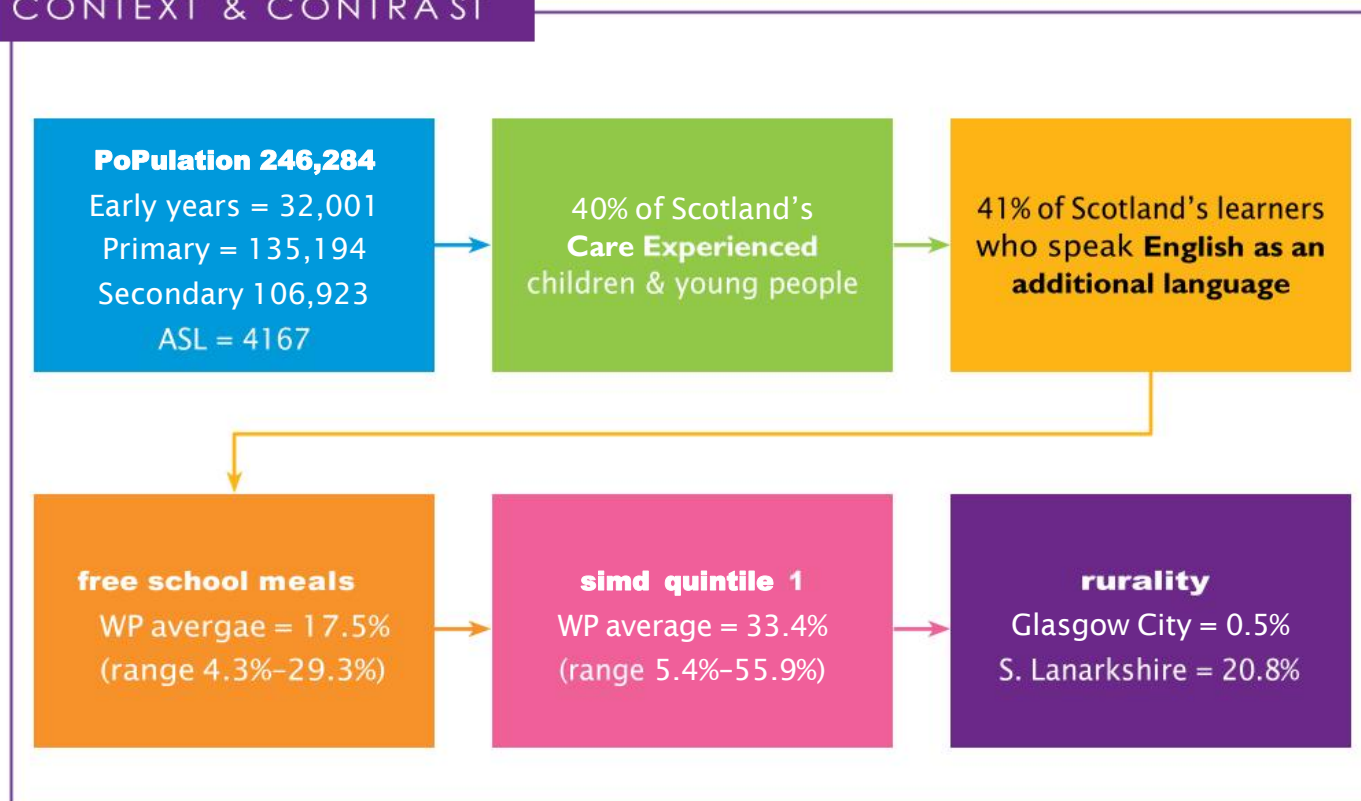 CONTEXT & CONTRAST
PoPulation 246,284
Early years = 32,001
Primary = 135,194
Secondary 106,923
ASL = 4167
40% of Scotland's
Care Experienced
children & young people
41% of Scotland's learners
who speak English as an
additional language
free school meals
WP avergae = 17.5%
(range 4.3%–29.3%)
simd quintile 1
WP average = 33.4%
(range 5.4%–55.9%)
rurality
Glasgow City = 0.5%
S. Lanarkshire = 20.8%